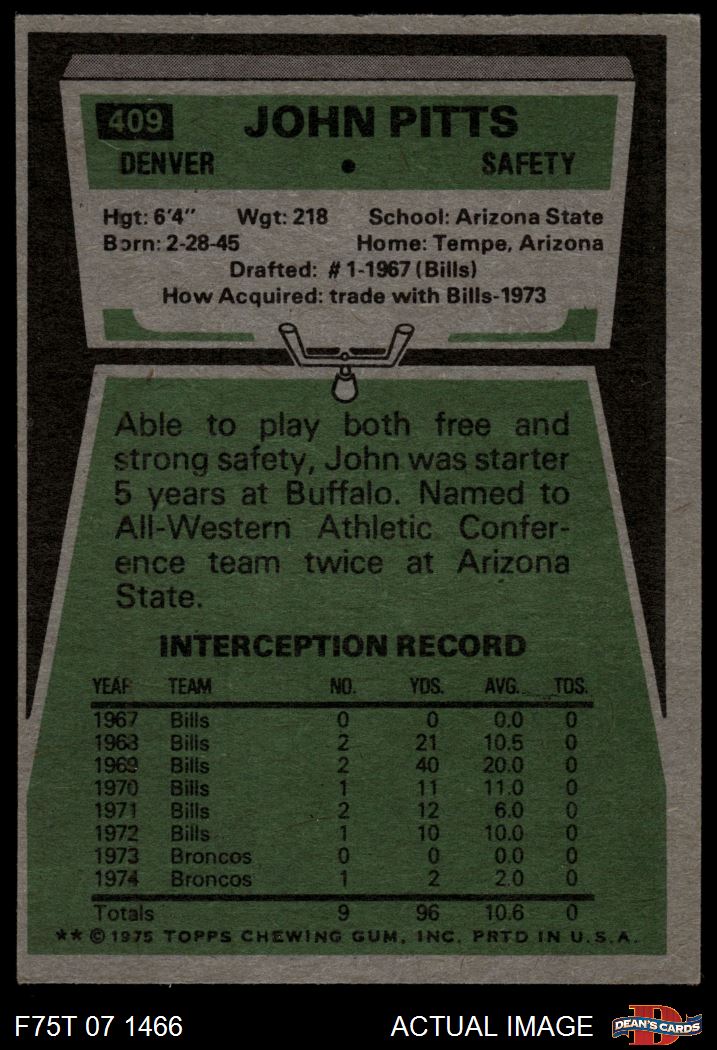 409 JOHN PITTS
DENVER • SAFETY
Hgt: 6'4" Wgt: 218 School: Arizona State
Born: 2-28-45 Home: Tempe, Arizona
Drafted: #1-1967 (Bills)
How Acquired: trade with Bills-1973
Able to play both free and
strong safety, John was starter
5 years at Buffalo. Named to
All-Western Athletic Confer-
ence team twice at Arizona
State.
INTERCEPTION RECORD
YEAR TEAM NO. YDS. AVG. TDS.
1967 Bills 0 0 0.0 0
1968 Bills 2 21 10.5 0
1969 Bills 2 40 20.0 0
1970 Bills 1 11 11.0 0
1971 Bills 2 12 6.0 0
1972 Bills 1 10 10.0 0
1973 Broncos 0 0 0.0 0
1974 Broncos 1 2 2.0 0
Totals 9 96 10.6 0
** © 1975 TOPPS CHEWING GUM, INC. PRTD IN U.S.A.
F75T 07 1466 ACTUAL IMAGE D DEAN'S CARDS